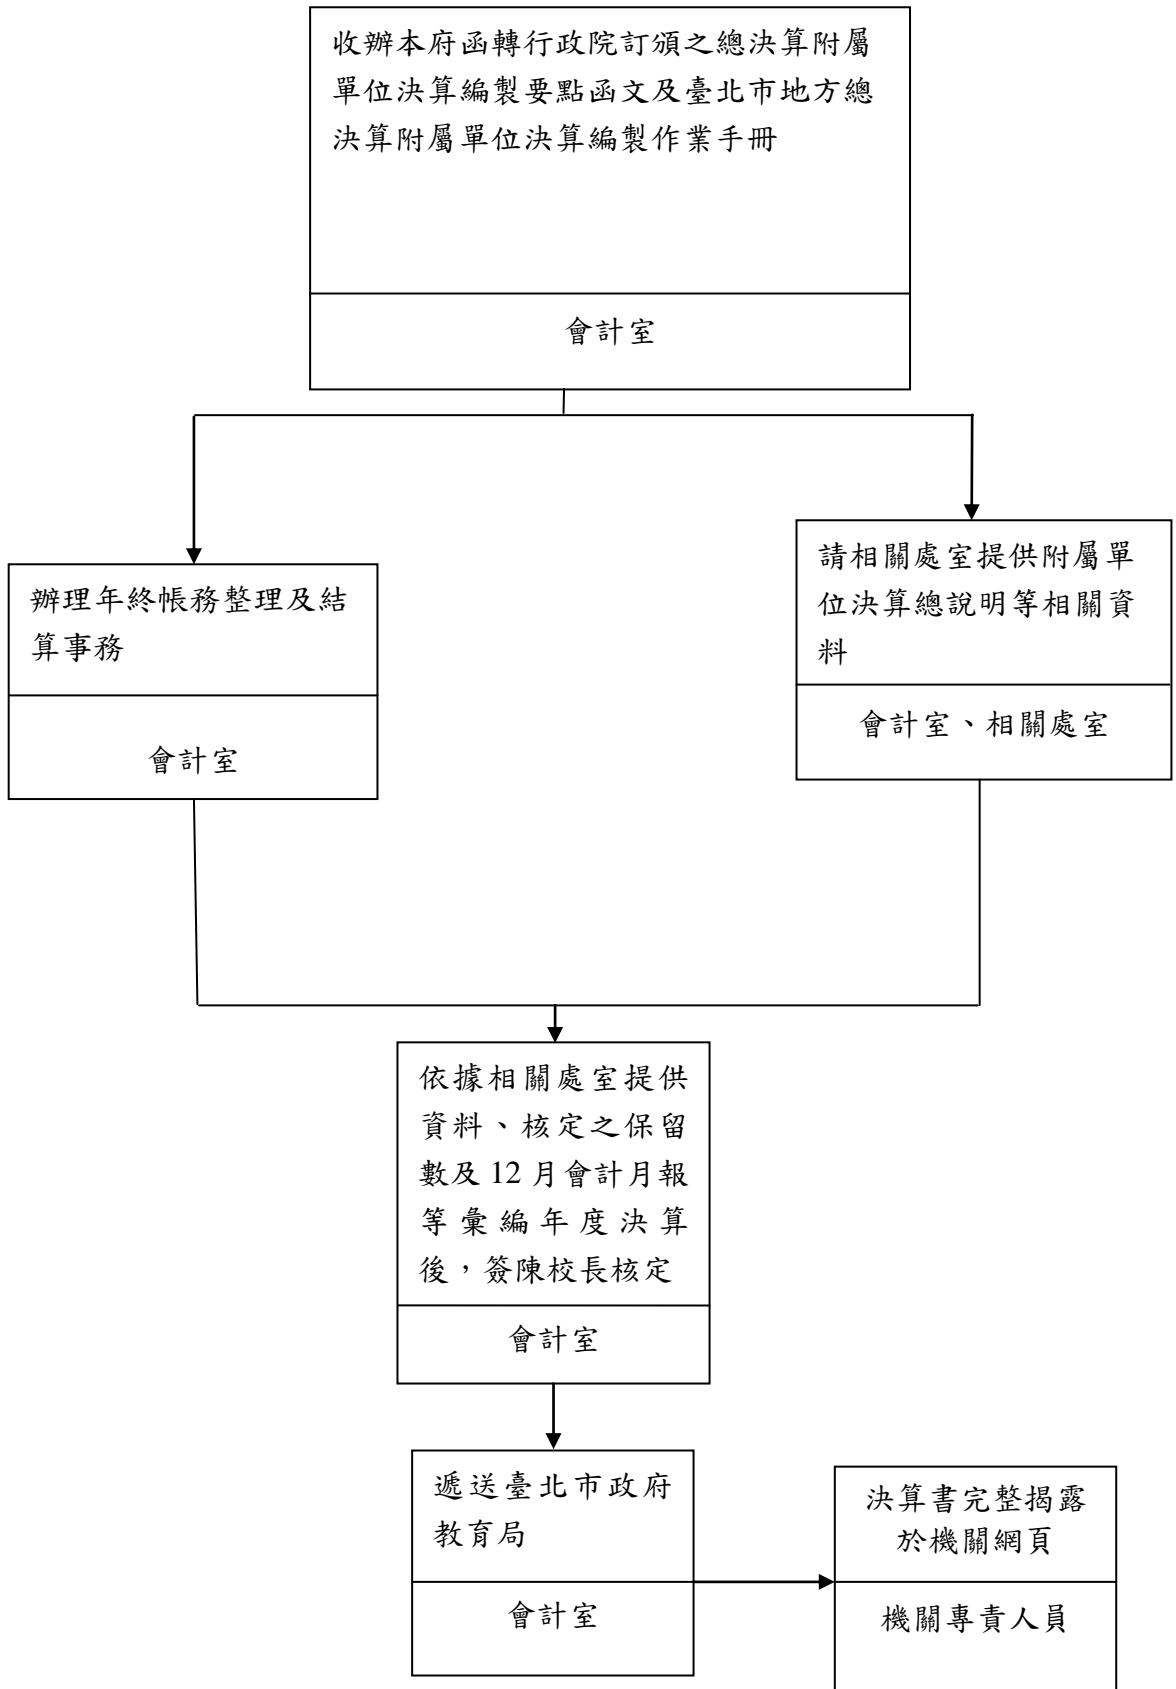 收辦本府函轉行政院訂頒之總決算附屬
單位決算編製要點函文及臺北市地方總
決算附屬單位決算編製作業手冊
會計室
辦理年終帳務整理及結
算事務
會計室
請相關處室提供附屬單
位決算總說明等相關資
料
會計室、相關處室
依據相關處室提供
資料、核定之保留
數及 12 月會計月報
等彙編年度決算
後，簽陳校長核定
會計室
遞送臺北市政府
教育局
會計室
決算書完整揭露
於機關網頁
機關專責人員